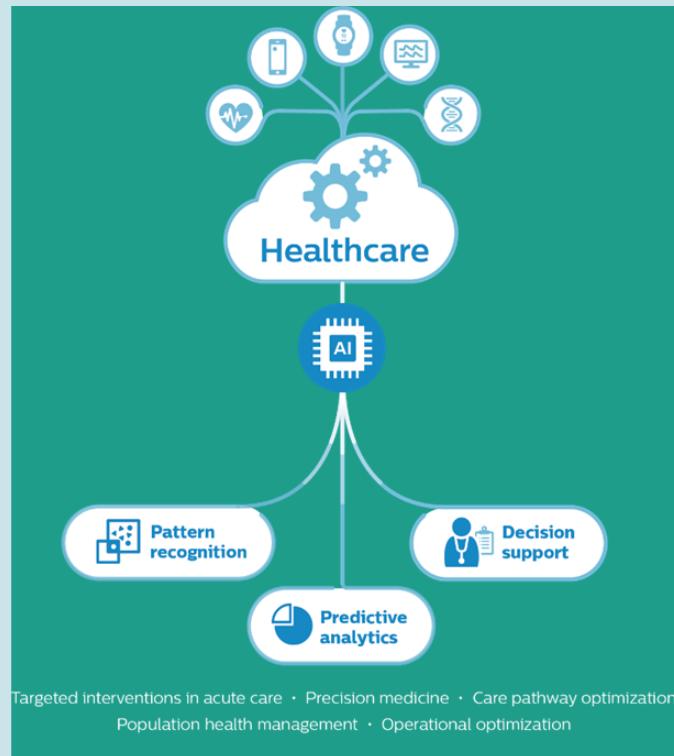 Healthcare
AI
Pattern
recognition
Decision
support
Predictive
analytics
Targeted interventions in acute care • Precision medicine • Care pathway optimization
Population health management • Operational optimization